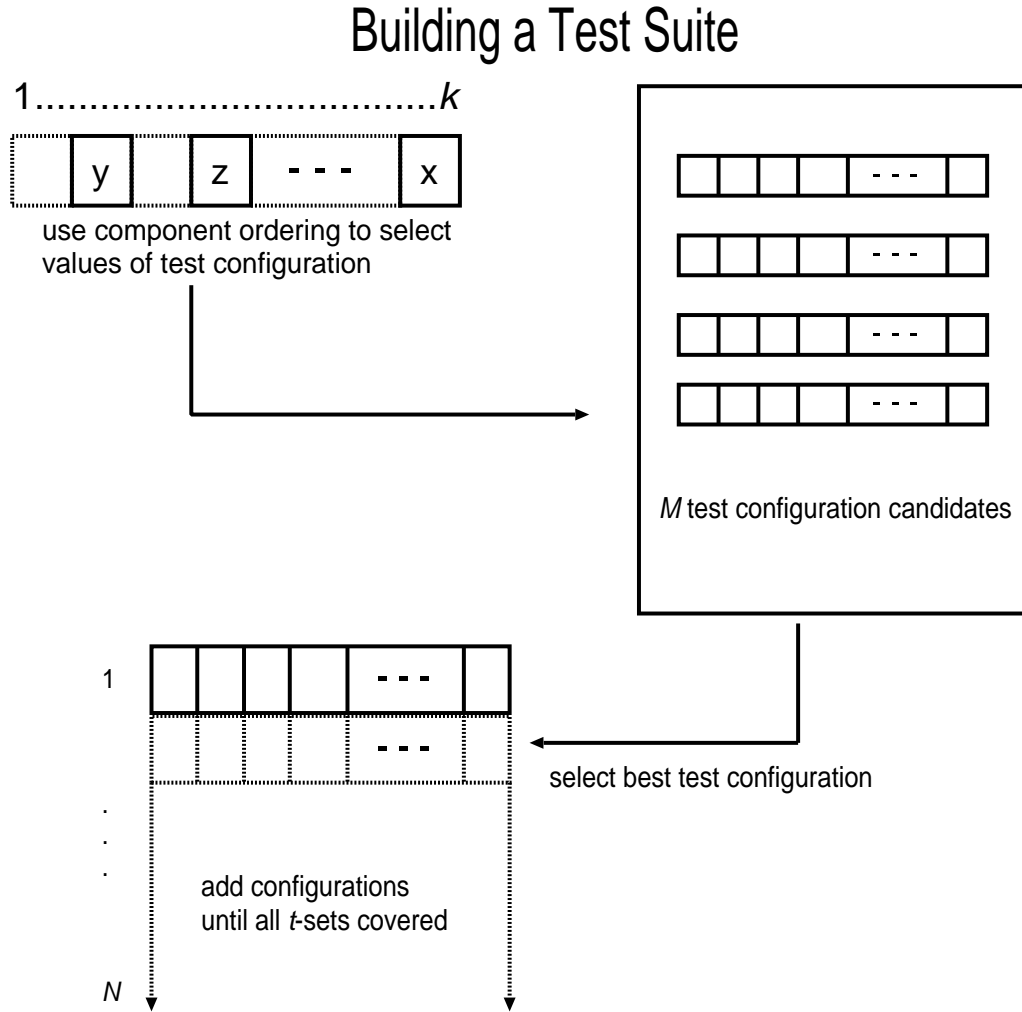 Building a Test Suite
1.....................................k
y z - - - x
use component ordering to select
values of test configuration
- - -
- - -
- - -
- - -
M test configuration candidates
1 - - -
- - -
select best test configuration
.
.
.
add configurations
until all t-sets covered
N